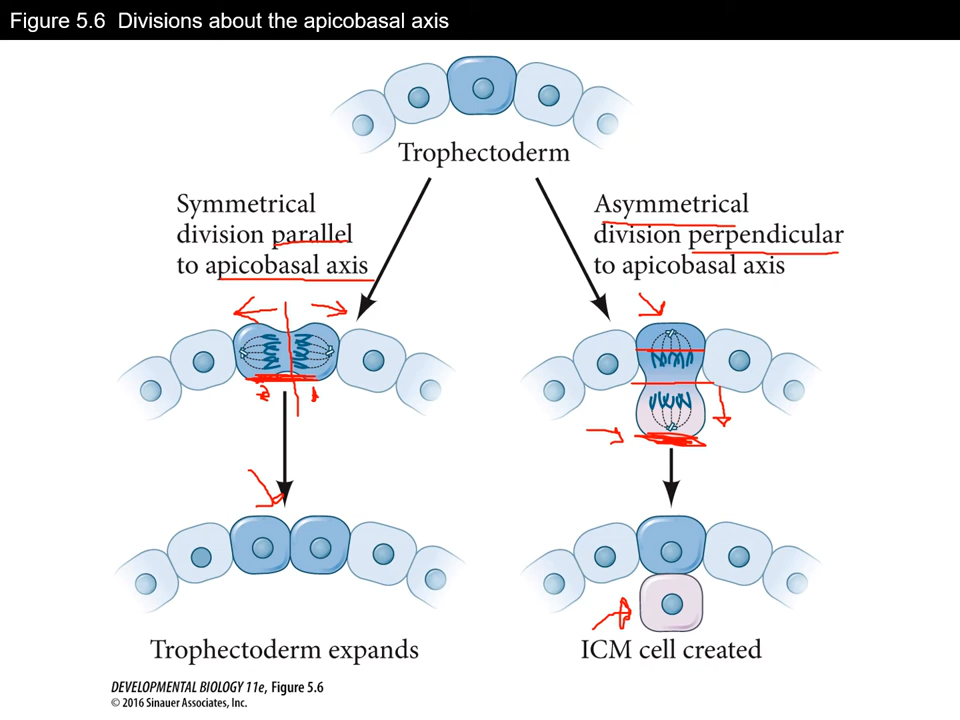 Figure 5.6 Divisions about the apicobasal axis
Trophectoderm
Symmetrical
division parallel
to apicobasal axis
Asymmetrical
division perpendicular
to apicobasal axis
Trophectoderm expands
ICM cell created
DEVELOPMENTAL BIOLOGY 11e, Figure 5.6
© 2016 Sinauer Associates, Inc.